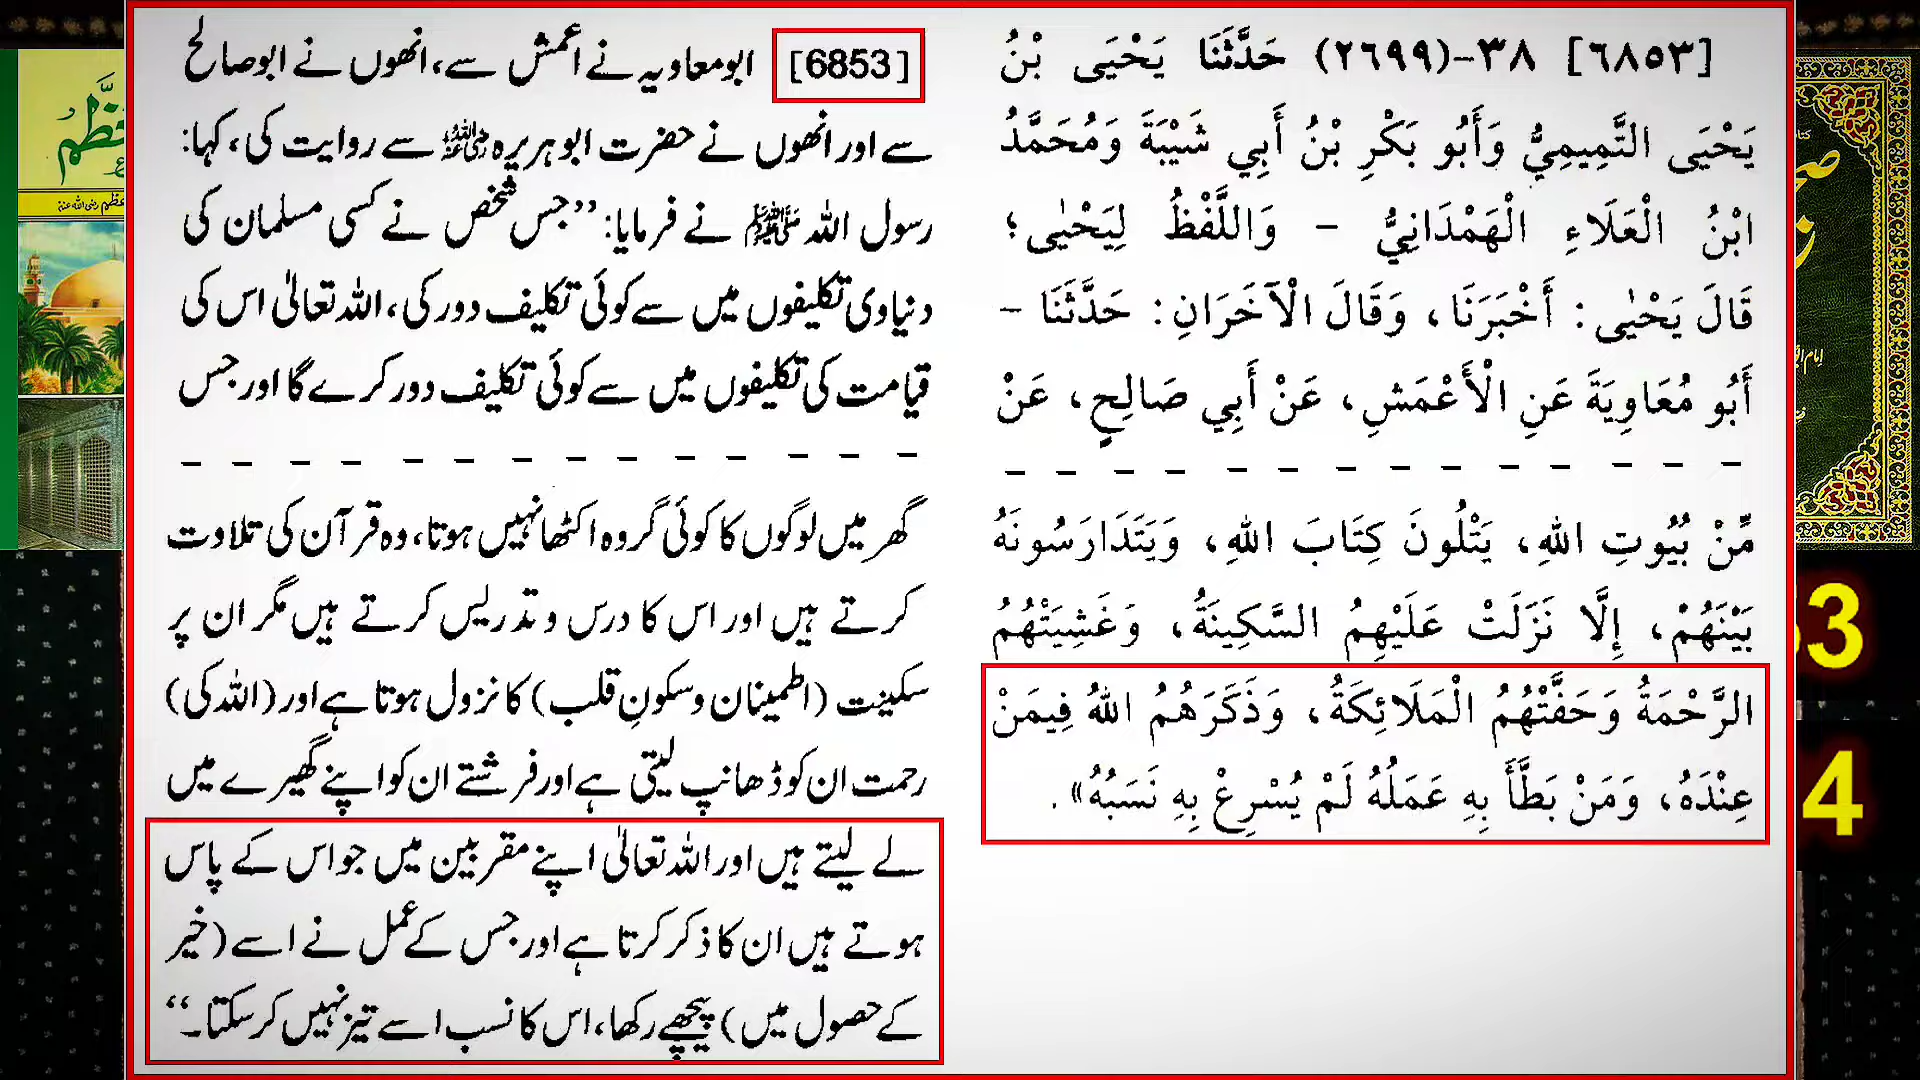 [٦٨٥٣] ٣٨-(٢٦٩٩) حَدَّثَنَا يَحْيَى بْنُ
يَحْيَى التَّمِيمِيُّ وَأَبُو بَكْرِ بْنُ أَبِي شَيْبَةَ وَمُحَمَّدُ
ابْنُ الْعَلَاءِ الْهَمْدَانِيُّ - وَاللَّفْظُ لِيَحْيٰى؛
قَالَ يَحْيٰى: أَخْبَرَنَا، وَقَالَ الْآخَرَانِ: حَدَّثَنَا -
أَبُو مُعَاوِيَةَ عَنِ الْأَعْمَشِ، عَنْ أَبِي صَالِحٍ، عَنْ
مِّنْ بُيُوتِ اللهِ، يَتْلُونَ كِتَابَ اللهِ، وَيَتَدَارَسُونَهُ
بَيْنَهُمْ، إِلَّا نَزَلَتْ عَلَيْهِمُ السَّكِينَةُ، وَغَشِيَتْهُمُ
الرَّحْمَةُ وَحَفَّتْهُمُ الْمَلَائِكَةُ، وَذَكَرَهُمُ اللهُ فِيمَنْ
عِنْدَهُ، وَمَنْ بَطَّأَ بِهِ عَمَلُهُ لَمْ يُسْرِعْ بِهِ نَسَبُهُ».
[6853] ابومعاویہ نے اعمش سے، انھوں نے ابوصالح
سے اور انھوں نے حضرت ابوہریرہ رضی اللہ عنہ سے روایت کی، کہا:
رسول اللہ ﷺ نے فرمایا: ”جس شخص نے کسی مسلمان کی
دنیاوی تکلیفوں میں سے کوئی تکلیف دور کی، اللہ تعالیٰ اس کی
قیامت کی تکلیفوں میں سے کوئی تکلیف دور کرے گا اور جس
گھر میں لوگوں کا کوئی گروہ اکٹھا نہیں ہوتا، وہ قرآن کی تلاوت
کرتے ہیں اور اس کا درس و تدریس کرتے ہیں مگر ان پر
سکینت (اطمینان و سکونِ قلب) کا نزول ہوتا ہے اور (اللہ کی)
رحمت ان کو ڈھانپ لیتی ہے اور فرشتے ان کو اپنے گھیرے میں
لے لیتے ہیں اور اللہ تعالیٰ اپنے مقربین میں جو اس کے پاس
ہوتے ہیں ان کا ذکر کرتا ہے اور جس کے عمل نے اسے (خیر
کے حصول میں) پیچھے رکھا، اس کا نسب اسے تیز نہیں کر سکتا۔“
3
4